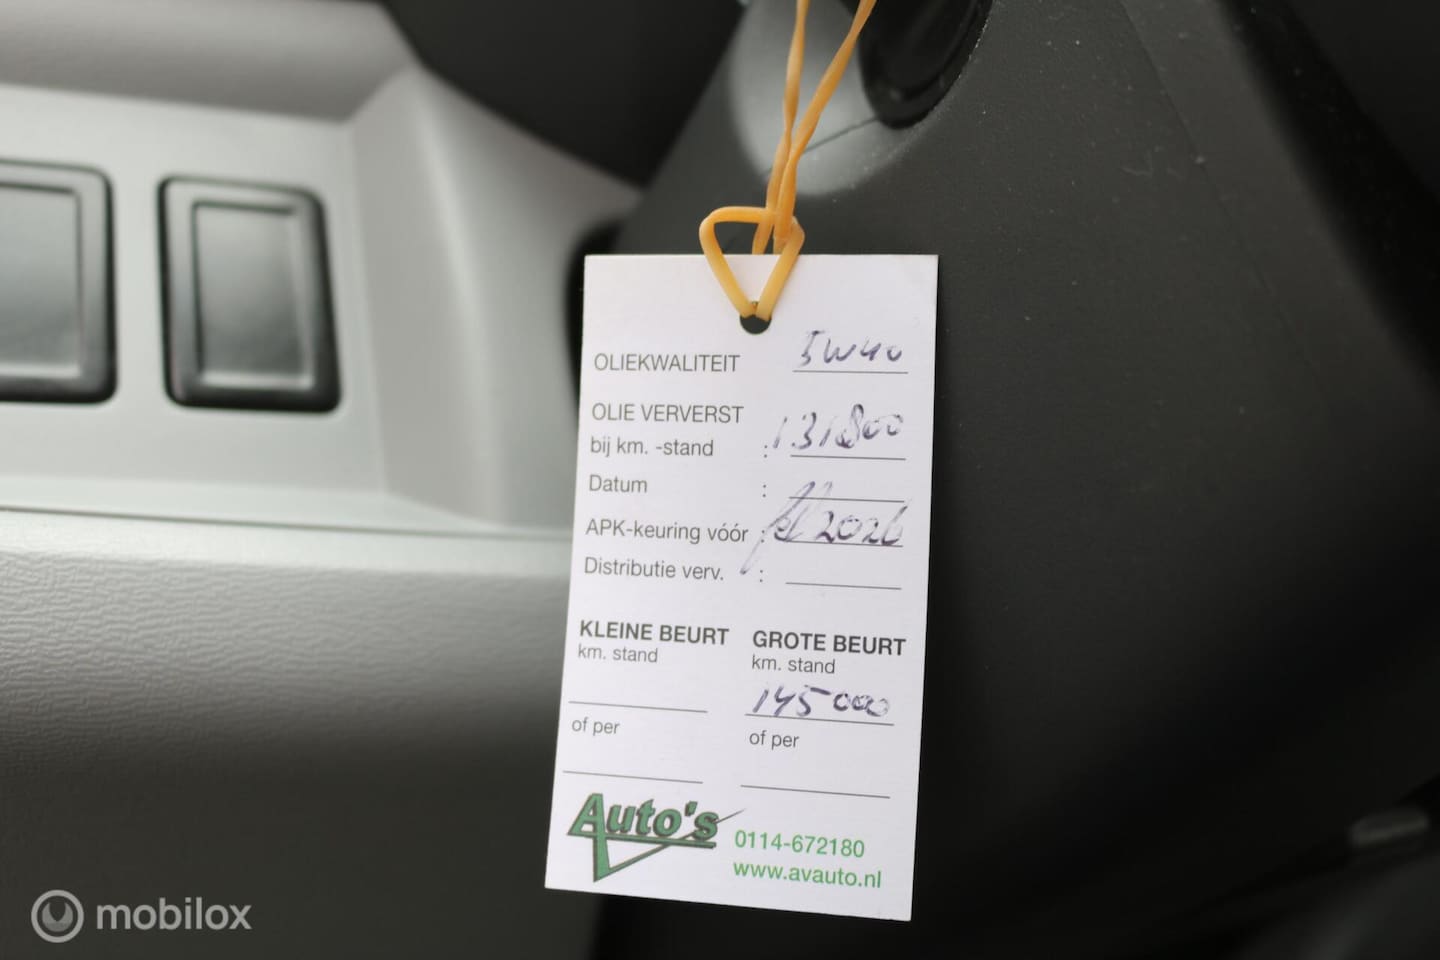 OLIEKWALITEIT 5W40
OLIE VERVERST
bij km. -stand : 131800
Datum :
APK-keuring vóór : 2026
Distributie verv. :
KLEINE BEURT GROTE BEURT
km. stand km. stand
145000
of per of per
Auto's
0114-672180
www.avauto.nl
mobilox